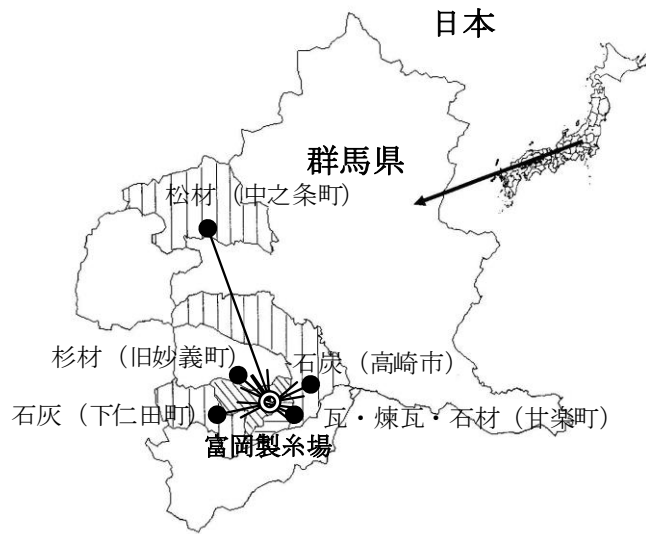 日本
群馬県
松材（中之条町）
杉材（旧妙義町）
石炭（高崎市）
石灰（下仁田町）
瓦・煉瓦・石材（甘楽町）
富岡製糸場